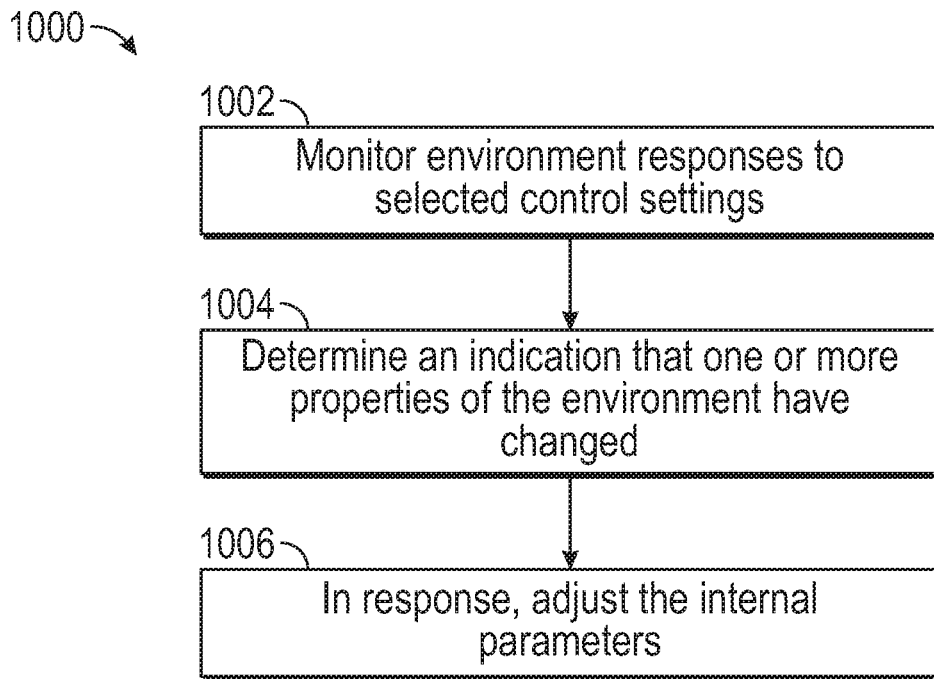 1000
1002
Monitor environment responses to
selected control settings
1004
Determine an indication that one or more
properties of the environment have
changed
1006
In response, adjust the internal
parameters